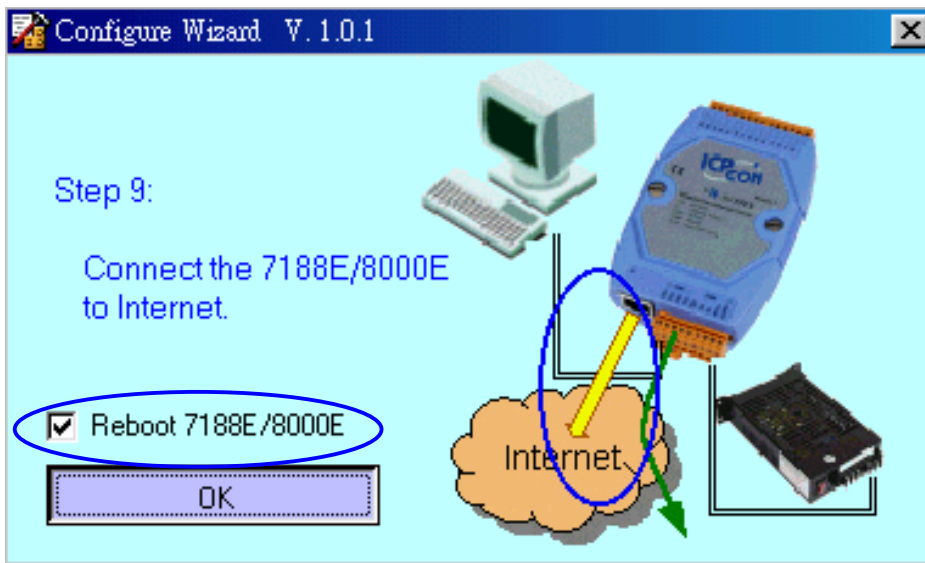 Configure Wizard V. 1.0.1
Step 9:
Connect the 7188E/8000E
to Internet.
Reboot 7188E/8000E
OK
ICP
CON
CE
Internet